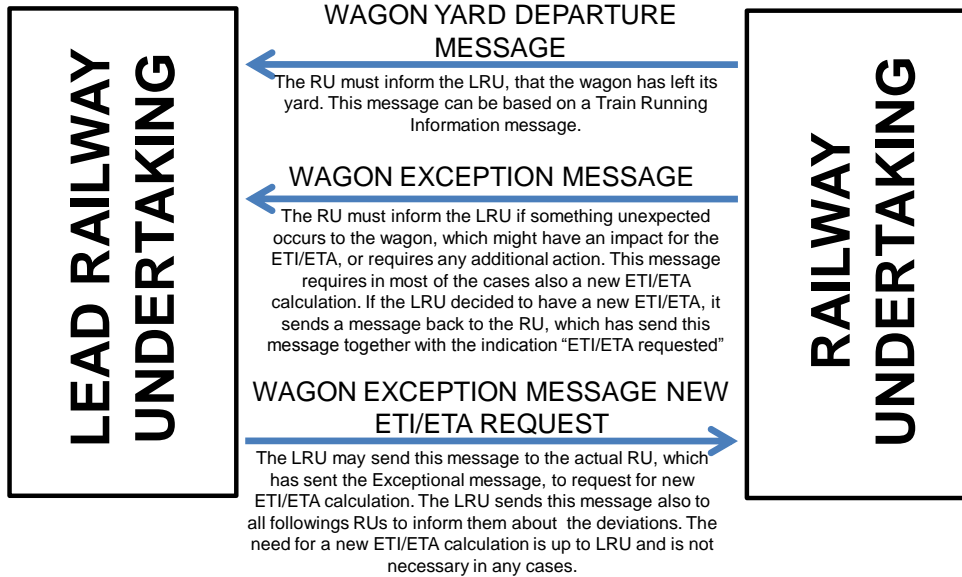 LEAD RAILWAY
UNDERTAKING
WAGON YARD DEPARTURE
MESSAGE
The RU must inform the LRU, that the wagon has left its
yard. This message can be based on a Train Running
Information message.
WAGON EXCEPTION MESSAGE
The RU must inform the LRU if something unexpected
occurs to the wagon, which might have an impact for the
ETI/ETA, or requires any additional action. This message
requires in most of the cases also a new ETI/ETA
calculation. If the LRU decided to have a new ETI/ETA, it
sends a message back to the RU, which has send this
message together with the indication “ETI/ETA requested”
WAGON EXCEPTION MESSAGE NEW
ETI/ETA REQUEST
The LRU may send this message to the actual RU, which
has sent the Exceptional message, to request for new
ETI/ETA calculation. The LRU sends this message also to
all followings RUs to inform them about the deviations. The
need for a new ETI/ETA calculation is up to LRU and is not
necessary in any cases.
RAILWAY
UNDERTAKING